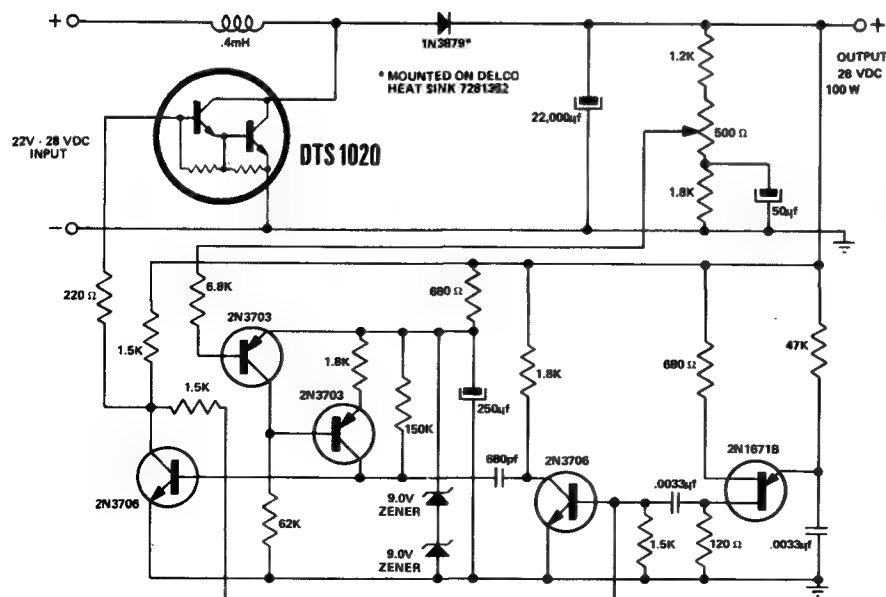 +
.4mH
1N3879*
+
OUTPUT
28 VDC
100 W
* MOUNTED ON DELCO
HEAT SINK 7281352
1.2K
22,000µf
500 Ω
22V - 28 VDC
INPUT
DTS 1020
1.8K
50µf
–
220 Ω
6.8K
680 Ω
1.5K
2N3703
1.8K
2N3703
1.5K
150K
250µf
1.8K
680 Ω
47K
2N1671B
680pf
2N3706
.0033µf
2N3706
9.0V
ZENER
62K
9.0V
ZENER
1.5K
120 Ω
.0033µf